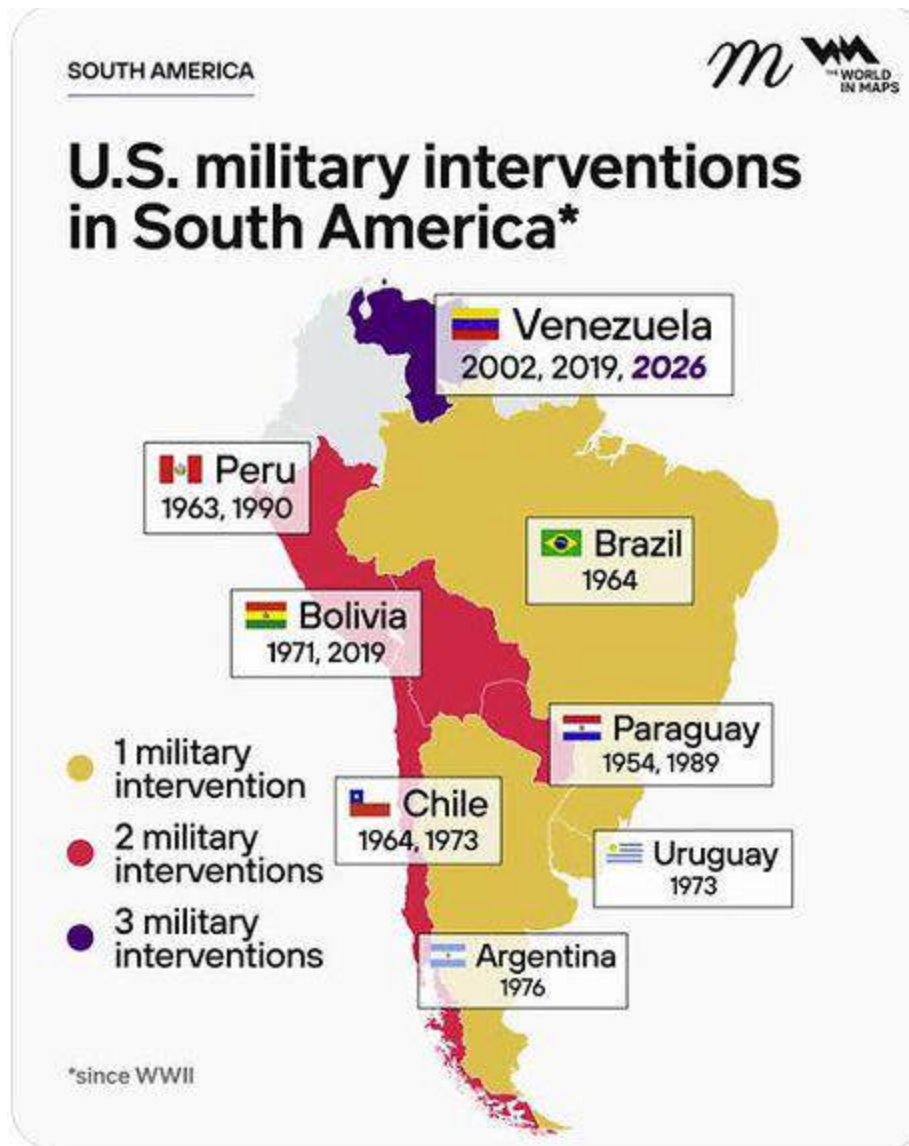 SOUTH AMERICA
m
VM
THE WORLD
IN MAPS
U.S. military interventions
in South America*
Venezuela
2002, 2019, 2026
Peru
1963, 1990
Brazil
1964
Bolivia
1971, 2019
Paraguay
1954, 1989
1 military
intervention
Chile
1964, 1973
2 military
interventions
Uruguay
1973
3 military
interventions
Argentina
1976
*since WWII